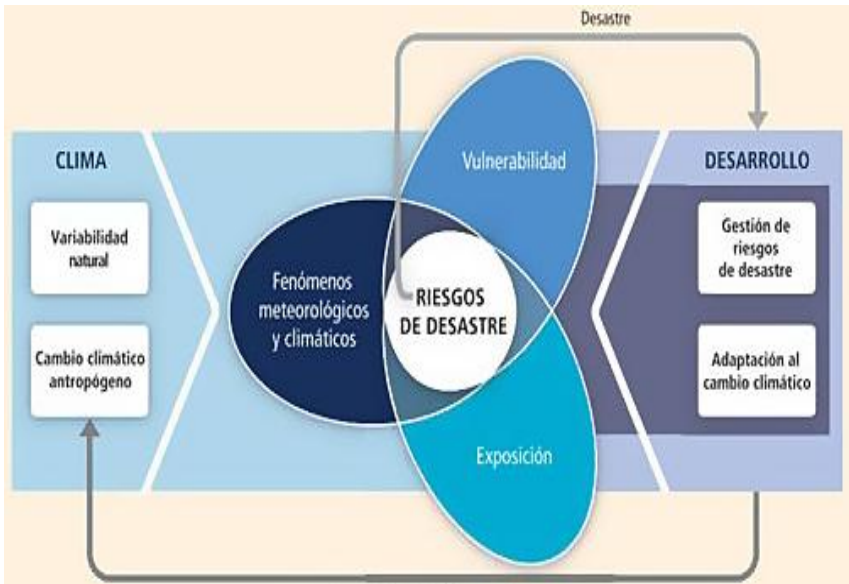 Desastre
CLIMA
Variabilidad
natural
Cambio climático
antropógeno
Fenómenos
meteorológicos
y climáticos
Vulnerabilidad
RIESGOS
DE DESASTRE
Exposición
DESARROLLO
Gestión de
riesgos
de desastre
Adaptación al
cambio climático